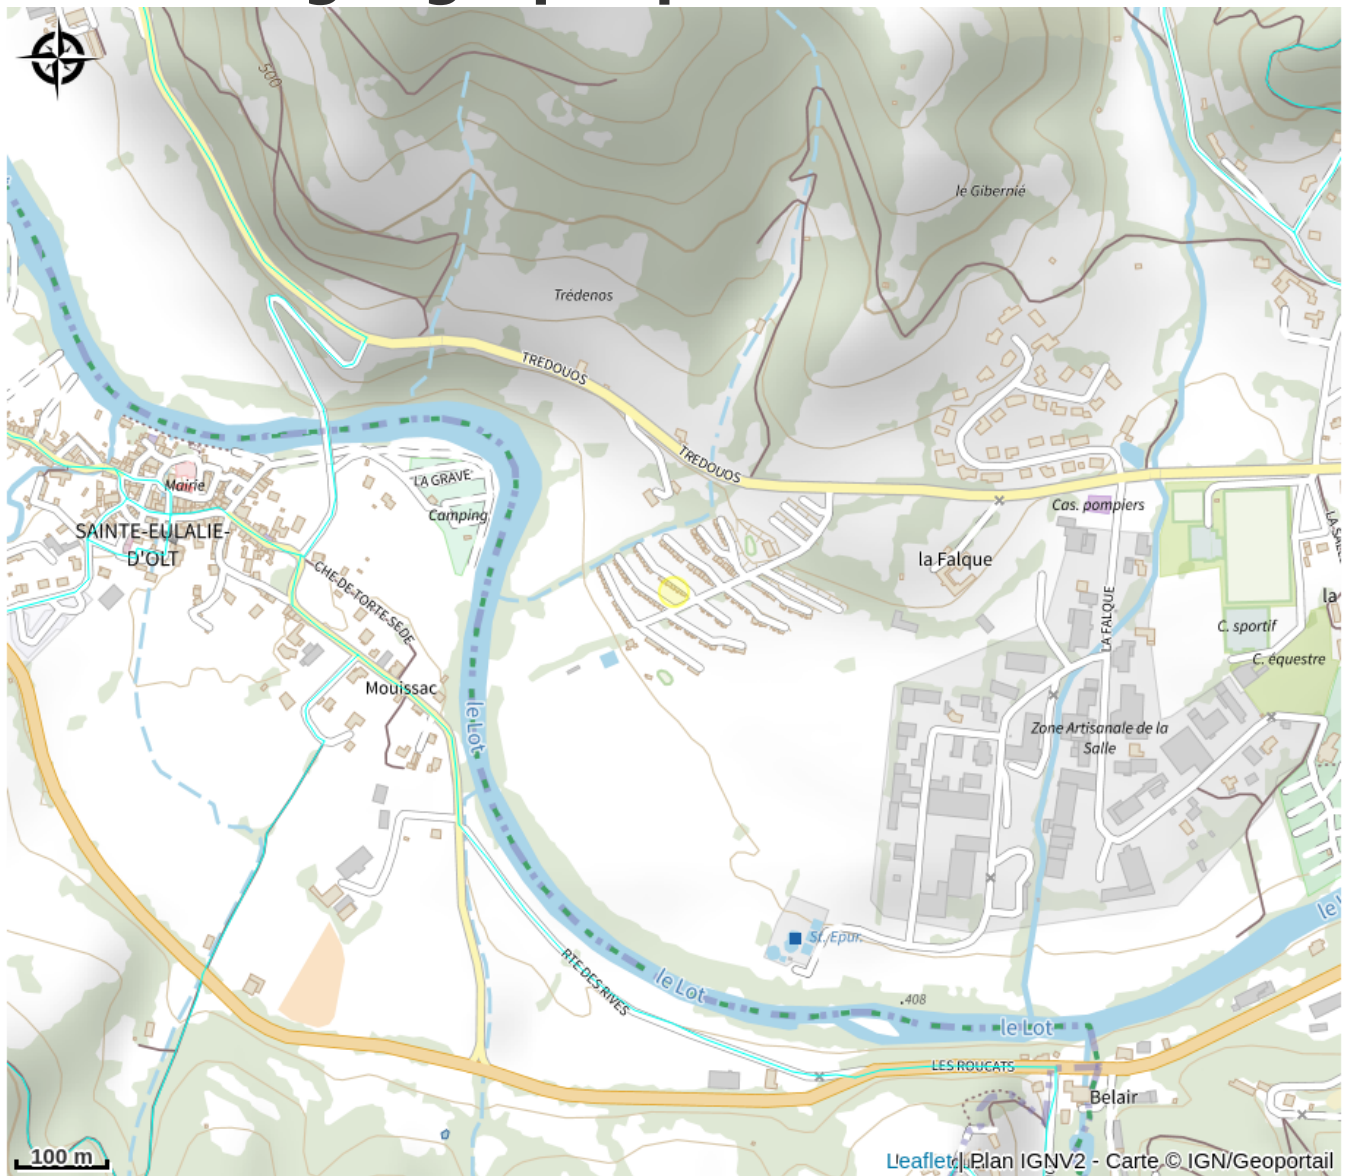 500
le Gibernié
Trédenos
TREDOUOS
TREDOUOS
LA GRAVE
Mairie
Camping
SAINTE-EULALIE-
D'OLT
Cas. pompiers
la Falque
CHE-DE-TORTE-SEDE
LA FALQUE
la
C. sportif
C. équestre
Mouissac
le Lot
Zone Artisanale de la
Salle
St. Epur.
RTE DES RIVES
le Lot
.408
le Lot
LES ROUCATS
Belair
100 m
Leaflet | Plan IGNV2 - Carte © IGN/Geoportail